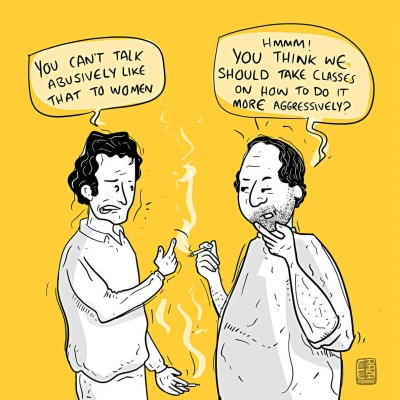 YOU CAN'T TALK
ABUSIVELY LIKE
THAT TO WOMEN
HMMM!
YOU THINK WE
SHOULD TAKE CLASSES
ON HOW TO DO IT
MORE AGGRESSIVELY?